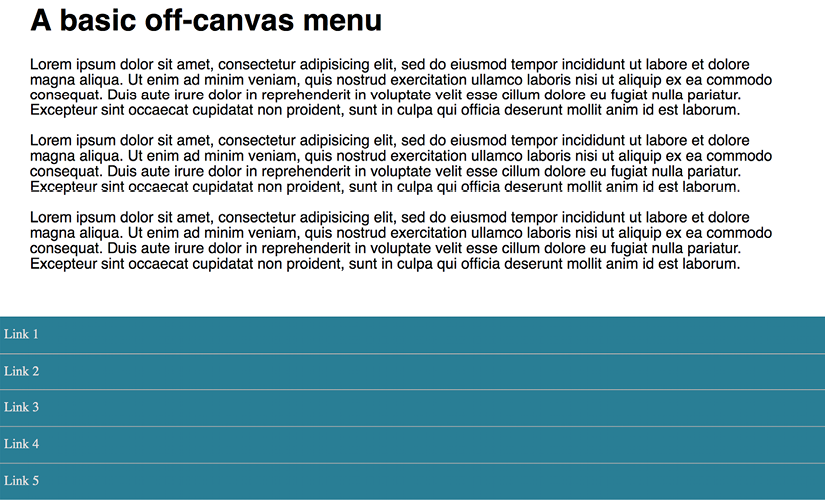 A basic off-canvas menu
Lorem ipsum dolor sit amet, consectetur adipisicing elit, sed do eiusmod tempor incididunt ut labore et dolore
magna aliqua. Ut enim ad minim veniam, quis nostrud exercitation ullamco laboris nisi ut aliquip ex ea commodo
consequat. Duis aute irure dolor in reprehenderit in voluptate velit esse cillum dolore eu fugiat nulla pariatur.
Excepteur sint occaecat cupidatat non proident, sunt in culpa qui officia deserunt mollit anim id est laborum.
Lorem ipsum dolor sit amet, consectetur adipisicing elit, sed do eiusmod tempor incididunt ut labore et dolore
magna aliqua. Ut enim ad minim veniam, quis nostrud exercitation ullamco laboris nisi ut aliquip ex ea commodo
consequat. Duis aute irure dolor in reprehenderit in voluptate velit esse cillum dolore eu fugiat nulla pariatur.
Excepteur sint occaecat cupidatat non proident, sunt in culpa qui officia deserunt mollit anim id est laborum.
Lorem ipsum dolor sit amet, consectetur adipisicing elit, sed do eiusmod tempor incididunt ut labore et dolore
magna aliqua. Ut enim ad minim veniam, quis nostrud exercitation ullamco laboris nisi ut aliquip ex ea commodo
consequat. Duis aute irure dolor in reprehenderit in voluptate velit esse cillum dolore eu fugiat nulla pariatur.
Excepteur sint occaecat cupidatat non proident, sunt in culpa qui officia deserunt mollit anim id est laborum.
Link 1
Link 2
Link 3
Link 4
Link 5